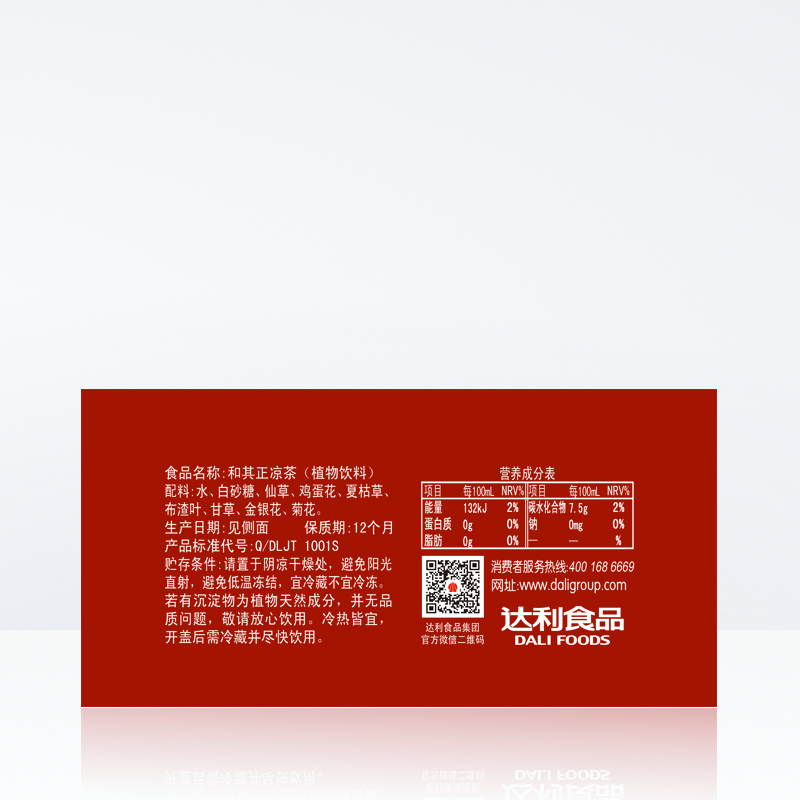 食品名称:和其正凉茶（植物饮料）
配料:水、白砂糖、仙草、鸡蛋花、夏枯草、
布渣叶、甘草、金银花、菊花。
生产日期:见侧面 保质期:12个月
产品标准代号:Q/DLJT 1001S
贮存条件:请置于阴凉干燥处，避免阳光
直射，避免低温冻结，宜冷藏不宜冷冻。
若有沉淀物为植物天然成分，并无品
质问题，敬请放心饮用。冷热皆宜，
开盖后需冷藏并尽快饮用。
营养成分表
项目 每100mL NRV% 项目 每100mL NRV%
能量 132kJ 2% 碳水化合物 7.5g 2%
蛋白质 0g 0% 钠 0mg 0%
脂肪 0g 0% — — %
消费者服务热线:400 168 6669
网址:www.daligroup.com
达利食品集团
官方微信二维码
达利食品
DALI FOODS